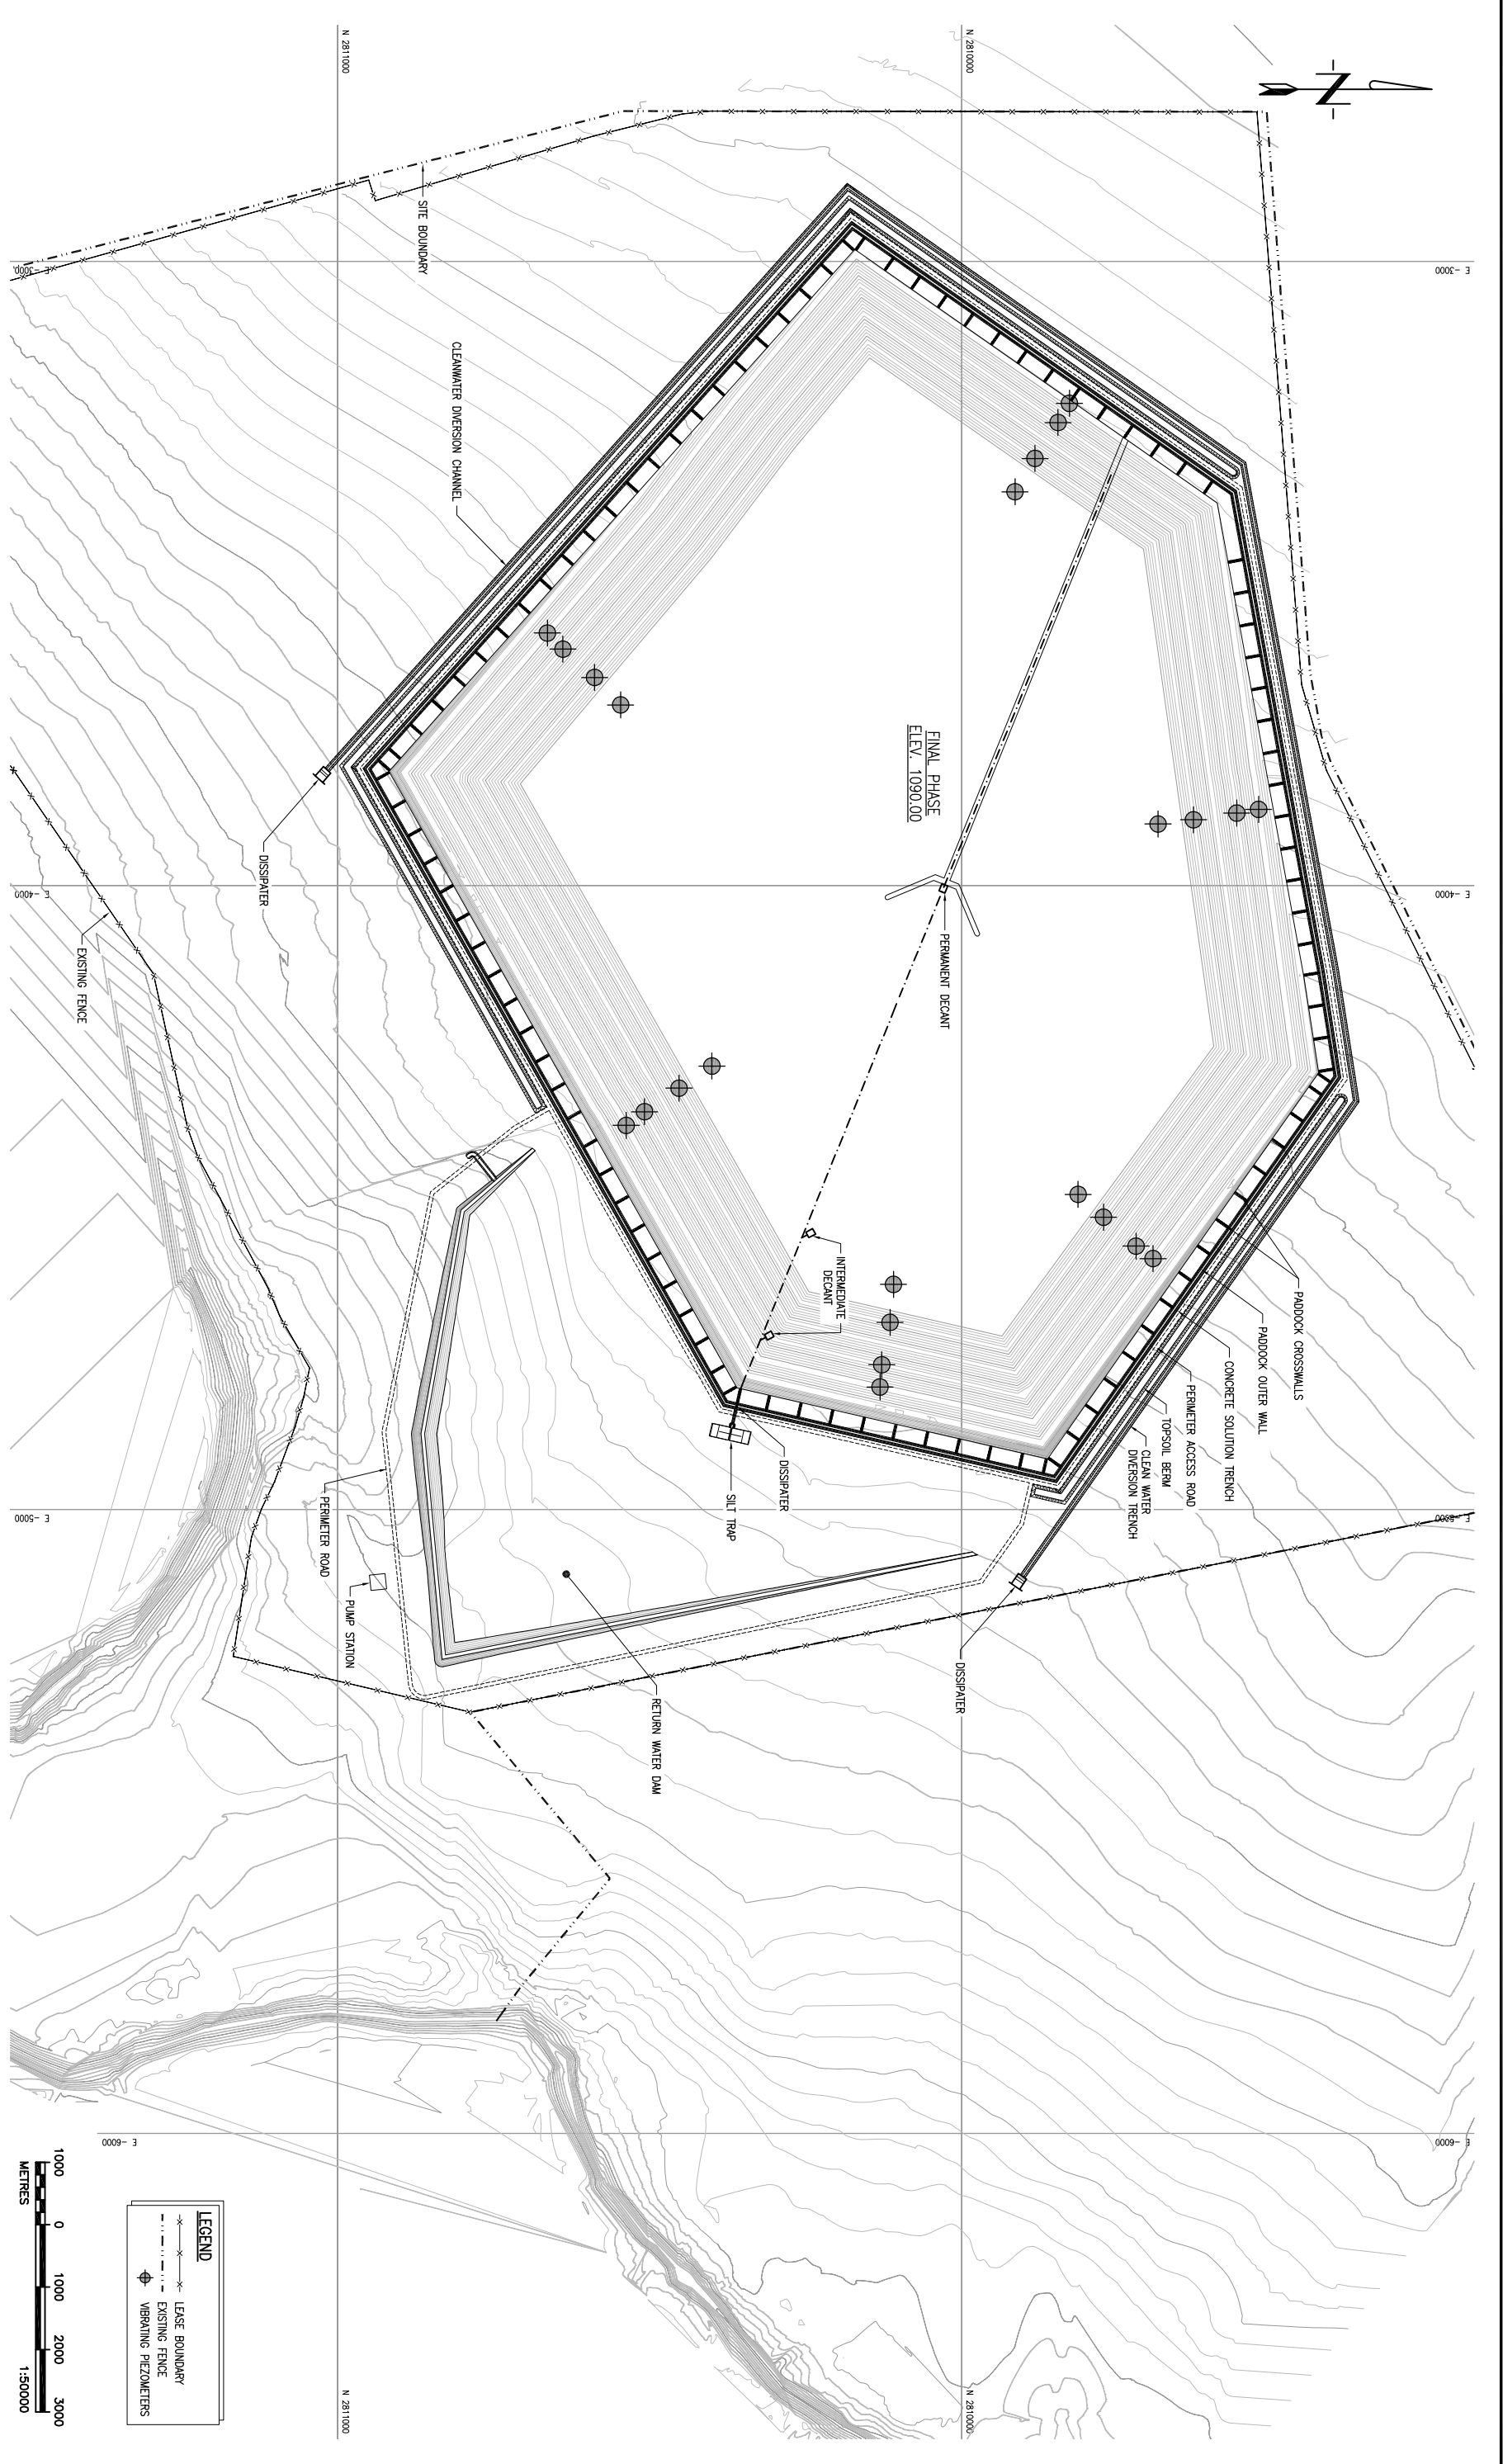 N 2811000
N 2810000
N
E -3000
E -3000
SITE BOUNDARY
CLEANWATER DIVERSION CHANNEL
FINAL PHASE
ELEV. 1090.00
DISSIPATER
E -4000
E -4000
EXISTING FENCE
PERMANENT DECANT
INTERMEDIATE
DECANT
PADDOCK CROSSWALLS
PADDOCK OUTER WALL
CONCRETE SOLUTION TRENCH
PERIMETER ACCESS ROAD
TOPSOIL BERM
CLEAN WATER
DIVERSION TRENCH
DISSIPATER
SILT TRAP
E -5000
E -5000
PERIMETER ROAD
PUMP STATION
RETURN WATER DAM
DISSIPATER
E -6000
E -6000
LEGEND
LEASE BOUNDARY
EXISTING FENCE
VIBRATING PIEZOMETERS
1000 0 1000 2000 3000
METRES 1:50000
N 2811000
N 2810000